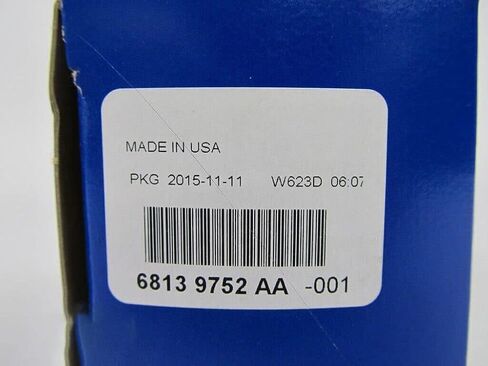 MADE IN USA
PKG 2015-11-11 W623D 06:07
6813 9752 AA -001